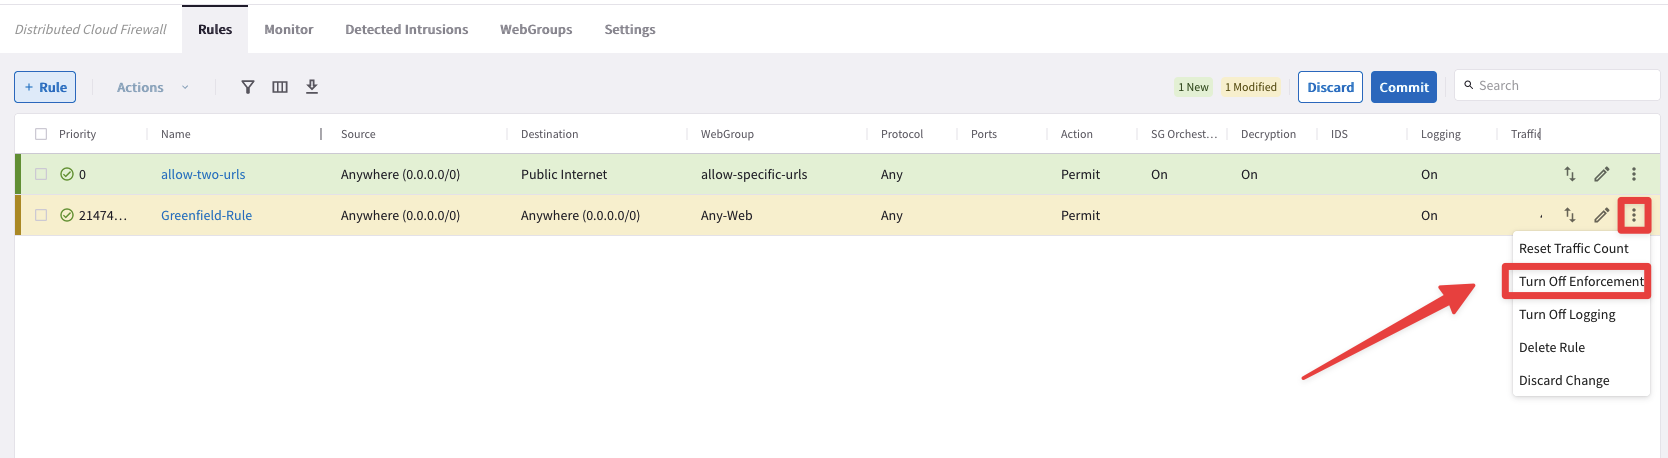 Distributed Cloud Firewall Rules Monitor Detected Intrusions WebGroups Settings
+ Rule Actions 1 New 1 Modified Discard Commit Search
Priority Name Source Destination WebGroup Protocol Ports Action SG Orchest... Decryption IDS Logging Traffic
0 allow-two-urls Anywhere (0.0.0.0/0) Public Internet allow-specific-urls Any Permit On On On
21474... Greenfield-Rule Anywhere (0.0.0.0/0) Anywhere (0.0.0.0/0) Any-Web Any Permit On
Reset Traffic Count
Turn Off Enforcement
Turn Off Logging
Delete Rule
Discard Change